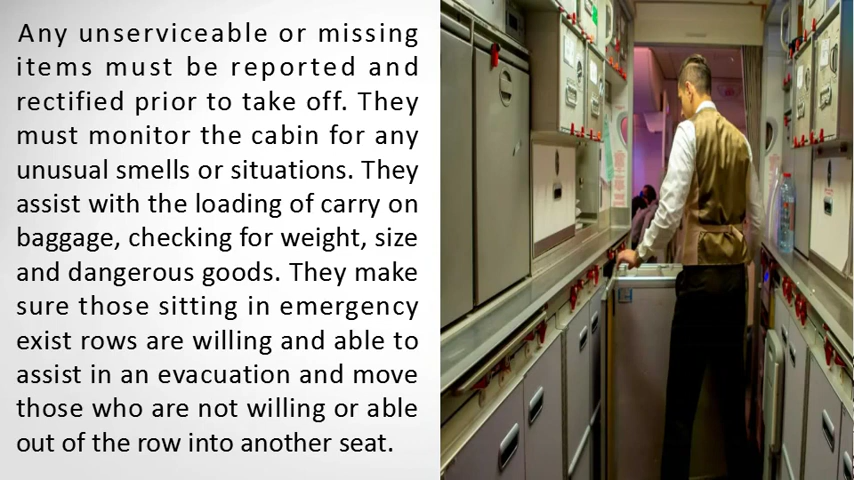 Any unserviceable or missing
items must be reported and
rectified prior to take off. They
must monitor the cabin for any
unusual smells or situations. They
assist with the loading of carry on
baggage, checking for weight, size
and dangerous goods. They make
sure those sitting in emergency
exist rows are willing and able to
assist in an evacuation and move
those who are not willing or able
out of the row into another seat.